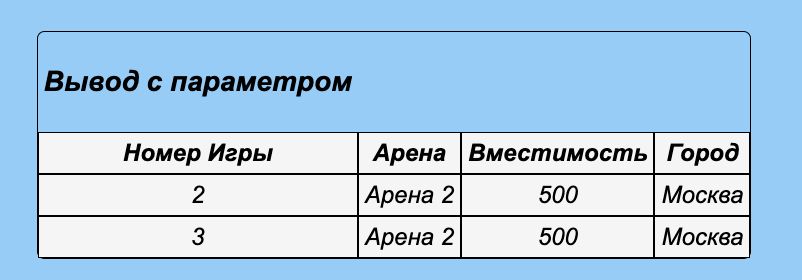 Вывод с параметром
Номер Игры Арена Вместимость Город
2 Арена 2 500 Москва
3 Арена 2 500 Москва